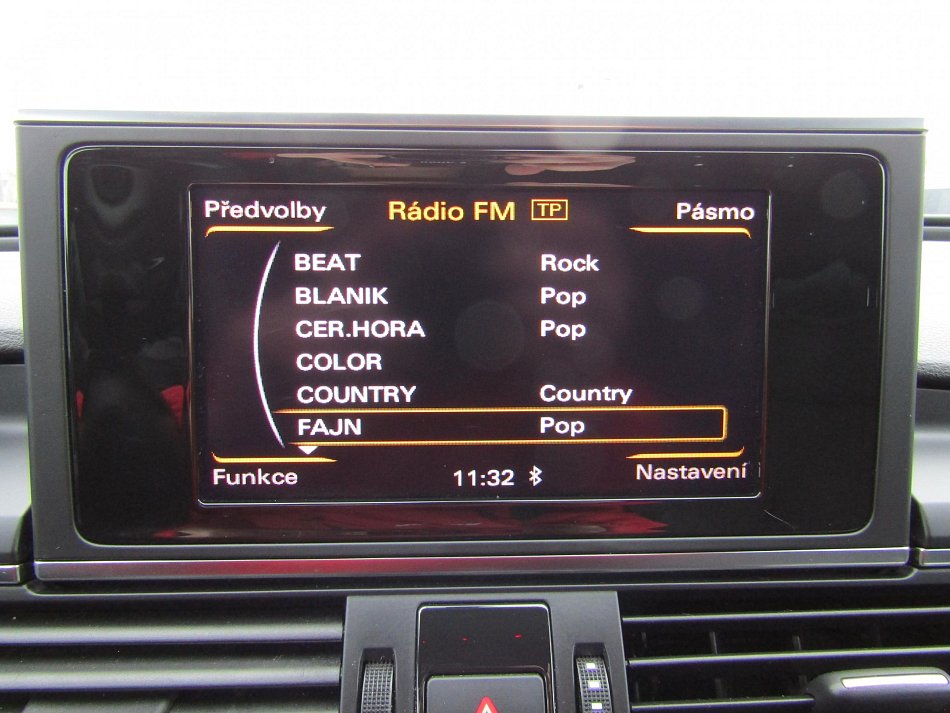 Předvolby Rádio FM TP Pásmo
BEAT Rock
BLANIK Pop
CER.HORA Pop
COLOR
COUNTRY Country
FAJN Pop
Funkce 11:32 Nastavení